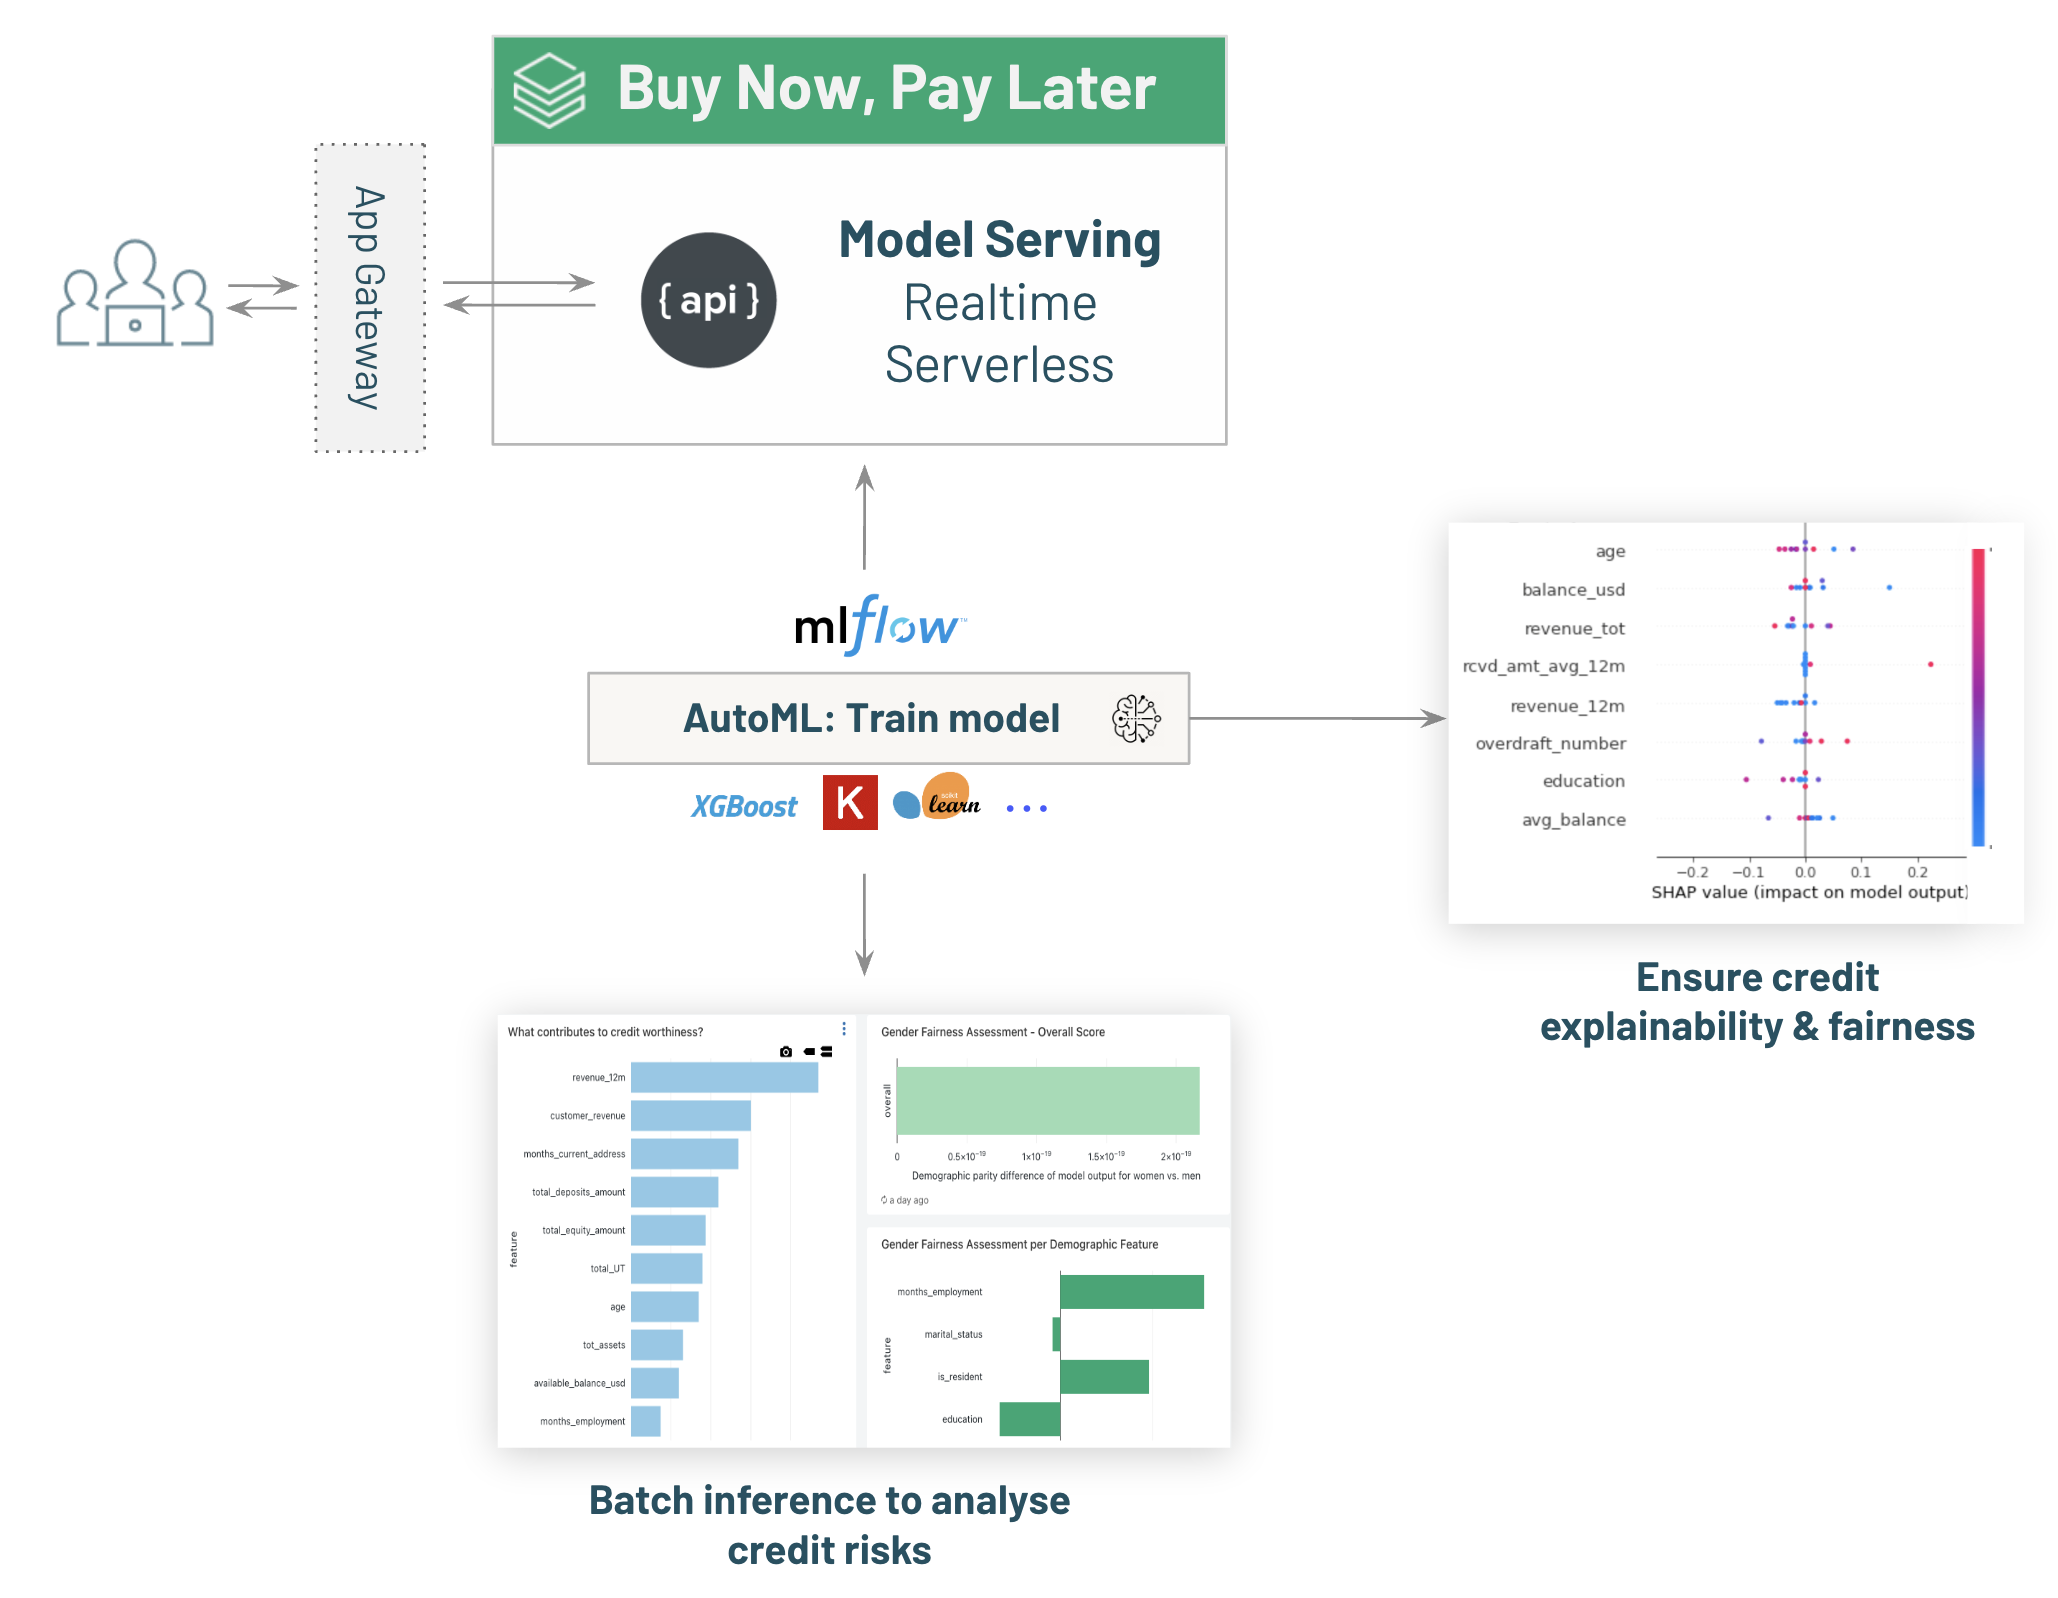 Buy Now, Pay Later
App Gateway
{ api }
Model Serving
Realtime
Serverless
mlflow™
AutoML: Train model
XGBoost
K
scikit
learn
age
balance_usd
revenue_tot
rcvd_amt_avg_12m
revenue_12m
overdraft_number
education
avg_balance
−0.2 −0.1 0.0 0.1 0.2
SHAP value (impact on model output)
Ensure credit
explainability & fairness
What contributes to credit worthiness?
feature
revenue_12m
customer_revenue
months_current_address
total_deposits_amount
total_equity_amount
total_UT
age
tot_assets
available_balance_usd
months_employment
Gender Fairness Assessment - Overall Score
overall
0 0.5×10⁻¹⁹ 1×10⁻¹⁹ 1.5×10⁻¹⁹ 2×10⁻¹⁹
Demographic parity difference of model output for women vs. men
a day ago
Gender Fairness Assessment per Demographic Feature
feature
months_employment
marital_status
is_resident
education
Batch inference to analyse
credit risks